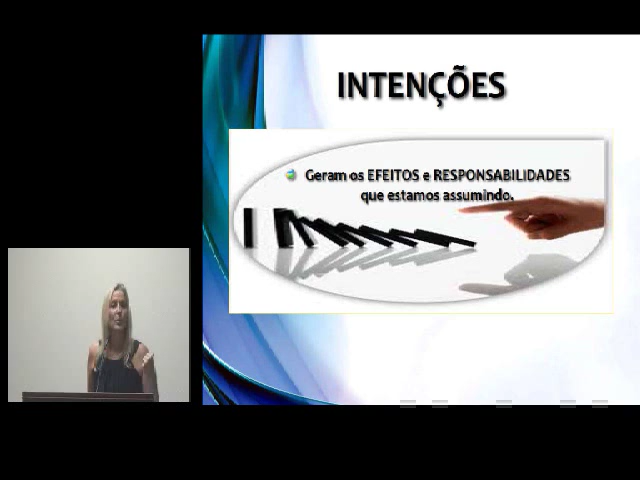 INTENÇÕES
Geram os EFEITOS e RESPONSABILIDADES
que estamos assumindo.